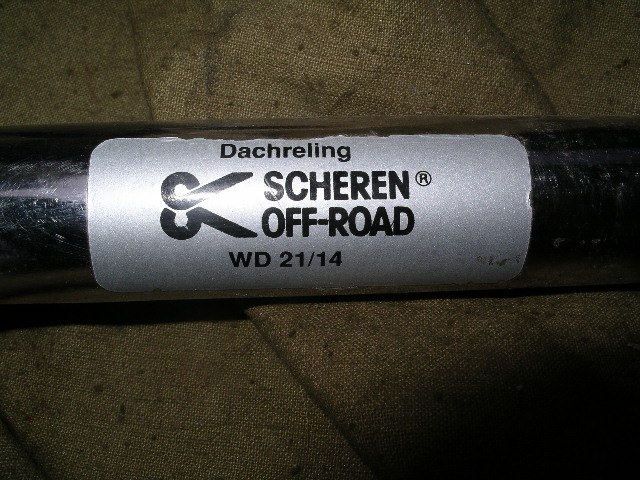 Dachreling
SCHEREN®
OFF-ROAD
WD 21/14